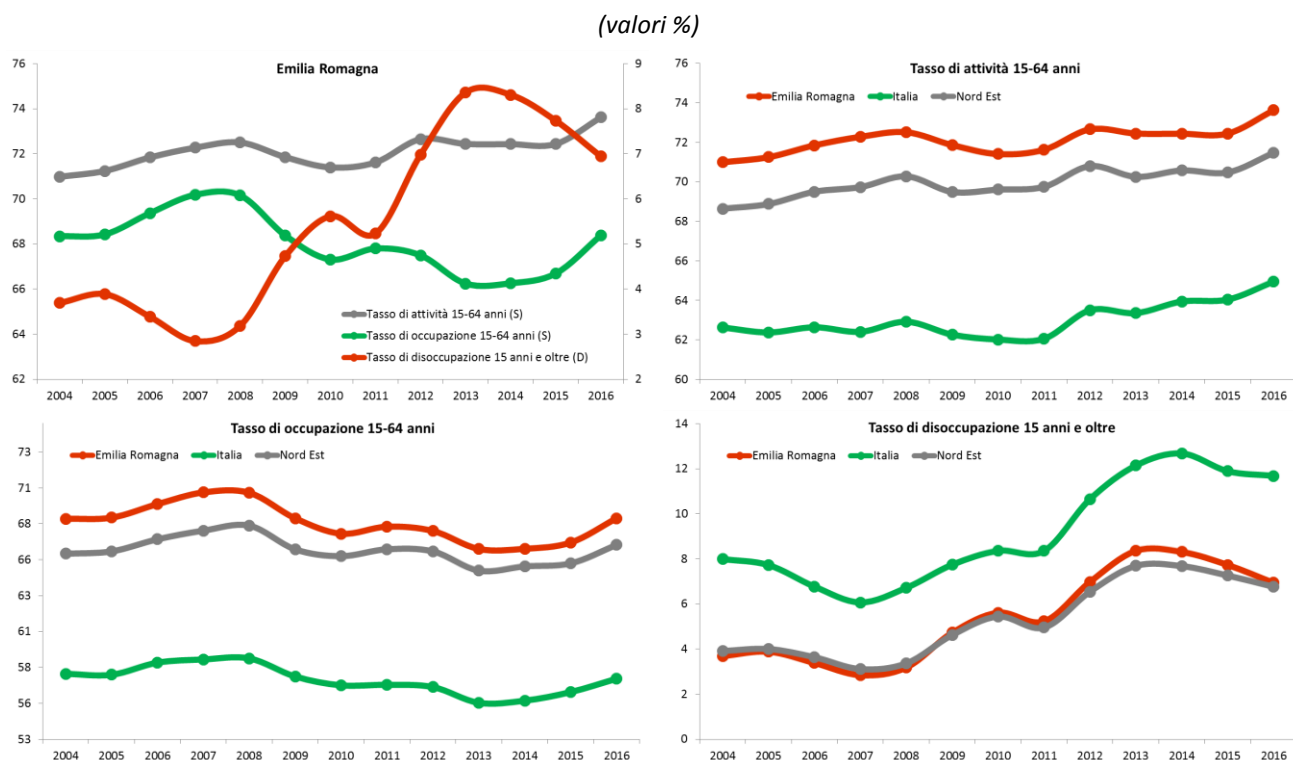 (valori %)
Emilia Romagna
76
74
72
70
68
66
64
62
9
8
7
6
5
4
3
2
Tasso di attività 15-64 anni (S)
Tasso di occupazione 15-64 anni (S)
Tasso di disoccupazione 15 anni e oltre (D)
2004 2005 2006 2007 2008 2009 2010 2011 2012 2013 2014 2015 2016
Tasso di attività 15-64 anni
Emilia Romagna Italia Nord Est
76
74
72
70
68
66
64
62
60
2004 2005 2006 2007 2008 2009 2010 2011 2012 2013 2014 2015 2016
Tasso di occupazione 15-64 anni
Emilia Romagna Italia Nord Est
73
71
68
66
63
61
58
56
53
2004 2005 2006 2007 2008 2009 2010 2011 2012 2013 2014 2015 2016
Tasso di disoccupazione 15 anni e oltre
Emilia Romagna Italia Nord Est
14
12
10
8
6
4
2
0
2004 2005 2006 2007 2008 2009 2010 2011 2012 2013 2014 2015 2016